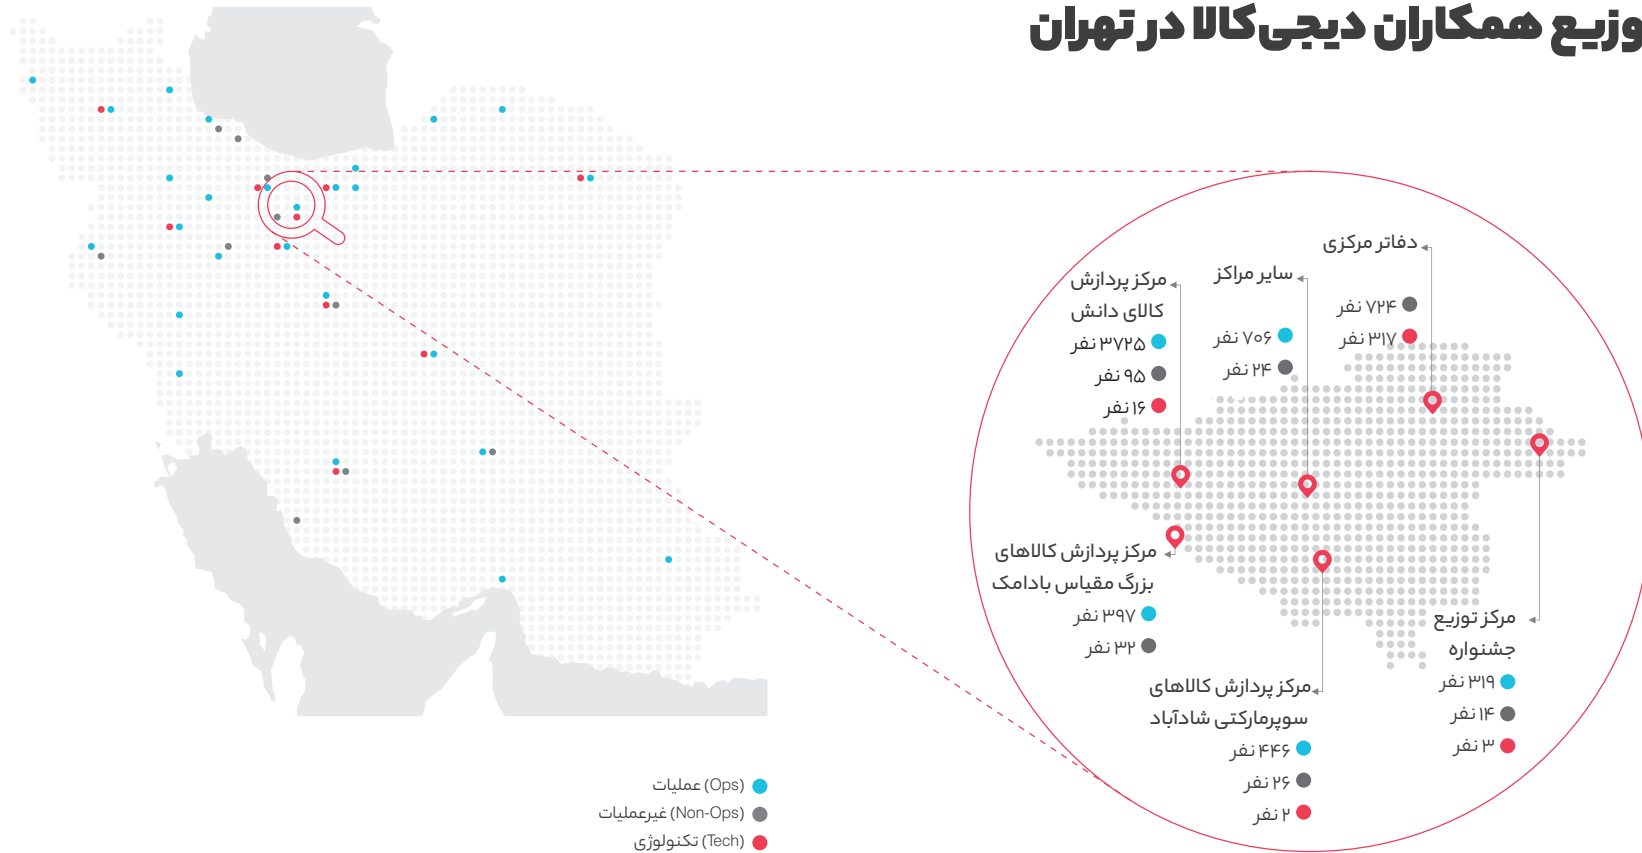 وزیع همکاران دیجی‌کالا در تهران
دفاتر مرکزی
۷۲۴ نفر
۳۱۷ نفر
سایر مراکز
۷۰۶ نفر
۲۴ نفر
مرکز پردازش
کالای دانش
۳۷۲۵ نفر
۹۵ نفر
۱۶ نفر
مرکز پردازش کالاهای
بزرگ مقیاس بادامک
۳۹۷ نفر
۳۲ نفر
مرکز توزیع
جشنواره
۳۱۹ نفر
۱۴ نفر
۳ نفر
مرکز پردازش کالاهای
سوپرمارکتی شادآباد
۴۴۶ نفر
۲۶ نفر
۲ نفر
(Ops) عملیات
(Non-Ops) غیرعملیات
(Tech) تکنولوژی